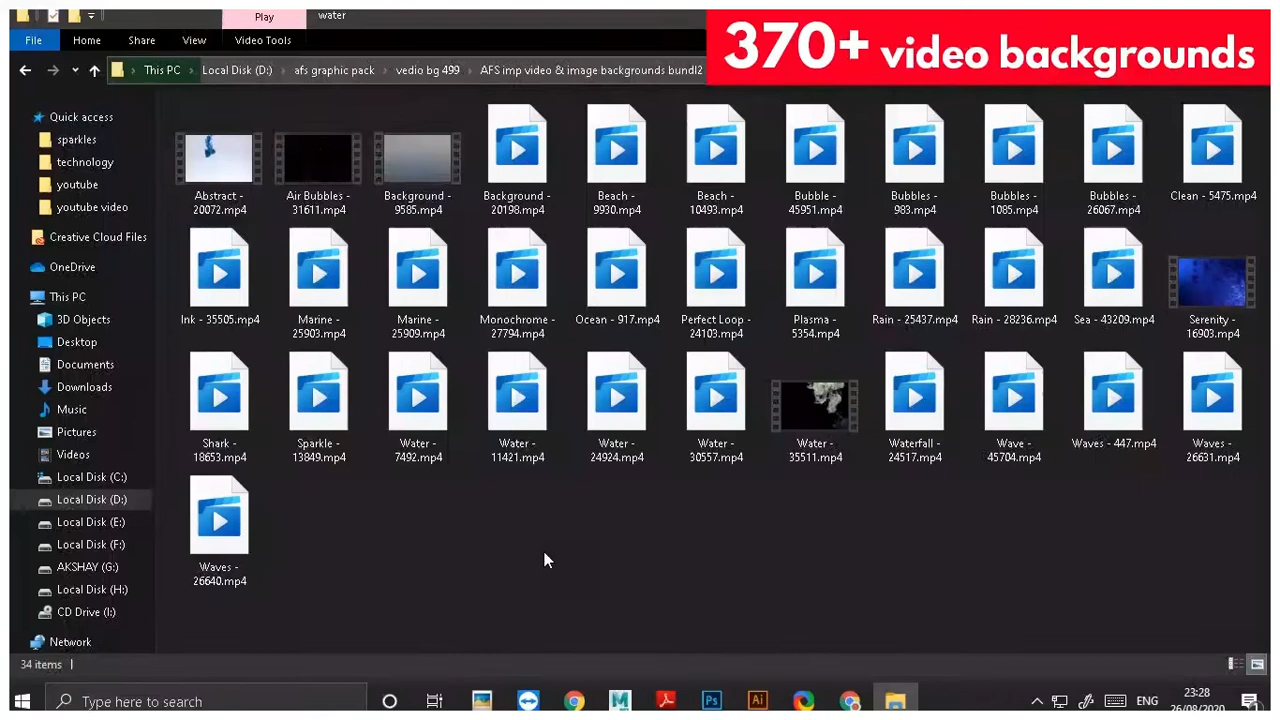 Play
water
370+ video backgrounds
File
Home
Share
View
Video Tools
This PC
Local Disk (D:)
afs graphic pack
vedio bg 499
AFS imp video & image backgrounds bundl2
Quick access
sparkles
technology
youtube
youtube video
Creative Cloud Files
OneDrive
This PC
3D Objects
Desktop
Documents
Downloads
Music
Pictures
Videos
Local Disk (C:)
Local Disk (D:)
Local Disk (E:)
Local Disk (F:)
AKSHAY (G:)
Local Disk (H:)
CD Drive (I:)
Network
Abstract -
20072.mp4
Air Bubbles -
31611.mp4
Background -
9585.mp4
Background -
20198.mp4
Beach -
9930.mp4
Beach -
10493.mp4
Bubble -
45951.mp4
Bubbles -
983.mp4
Bubbles -
1085.mp4
Bubbles -
26067.mp4
Clean - 5475.mp4
Ink - 35505.mp4
Marine -
25903.mp4
Marine -
25909.mp4
Monochrome -
27794.mp4
Ocean - 917.mp4
Perfect Loop -
24103.mp4
Plasma -
5354.mp4
Rain - 25437.mp4
Rain - 28236.mp4
Sea - 43209.mp4
Serenity -
16903.mp4
Shark -
18653.mp4
Sparkle -
13849.mp4
Water -
7492.mp4
Water -
11421.mp4
Water -
24924.mp4
Water -
30557.mp4
Water -
35511.mp4
Waterfall -
24517.mp4
Wave -
45704.mp4
Waves - 447.mp4
Waves -
26631.mp4
Waves -
26640.mp4
34 items
Type here to search
Ps
Ai
ENG
23:28
26/08/2020